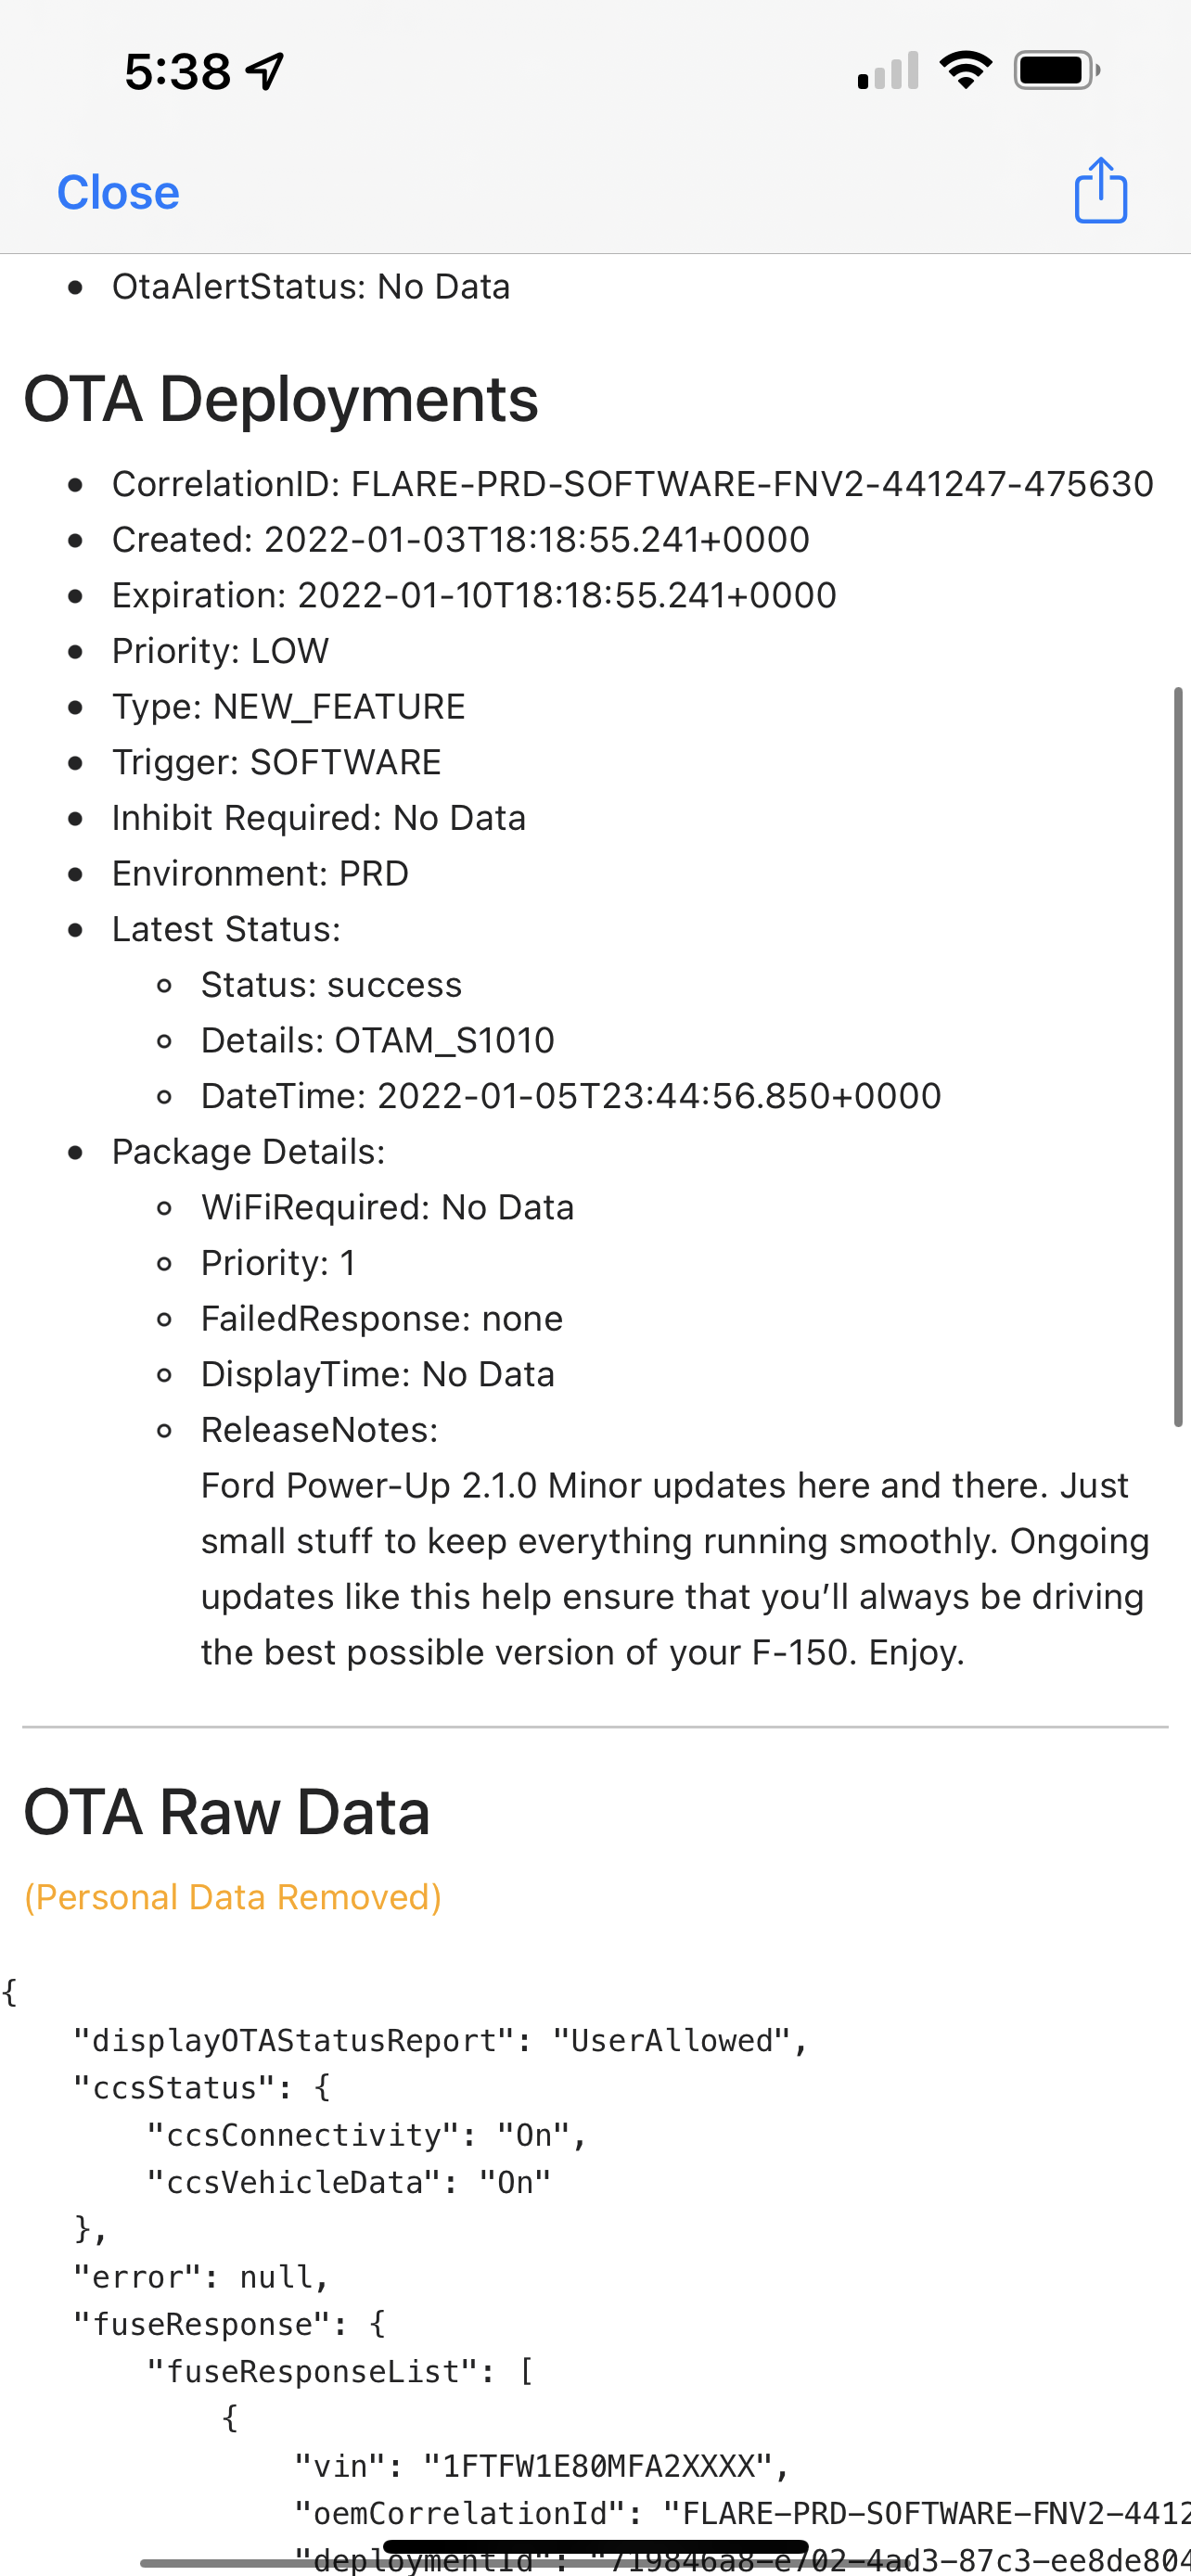 5:38
Close
OtaAlertStatus: No Data
OTA Deployments
CorrelationID: FLARE-PRD-SOFTWARE-FNV2-441247-475630
Created: 2022-01-03T18:18:55.241+0000
Expiration: 2022-01-10T18:18:55.241+0000
Priority: LOW
Type: NEW_FEATURE
Trigger: SOFTWARE
Inhibit Required: No Data
Environment: PRD
Latest Status:
Status: success
Details: OTAM_S1010
DateTime: 2022-01-05T23:44:56.850+0000
Package Details:
WiFiRequired: No Data
Priority: 1
FailedResponse: none
DisplayTime: No Data
ReleaseNotes:
Ford Power-Up 2.1.0 Minor updates here and there. Just
small stuff to keep everything running smoothly. Ongoing
updates like this help ensure that you’ll always be driving
the best possible version of your F-150. Enjoy.
OTA Raw Data
(Personal Data Removed)
{
"displayOTAStatusReport": "UserAllowed",
"ccsStatus": {
"ccsConnectivity": "On",
"ccsVehicleData": "On"
},
"error": null,
"fuseResponse": {
"fuseResponseList": [
{
"vin": "1FTFW1E80MFA2XXXX",
"oemCorrelationId": "FLARE-PRD-SOFTWARE-FNV2-4412
"deploymentId": "719846a8-e702-4ad3-87c3-ee8de804